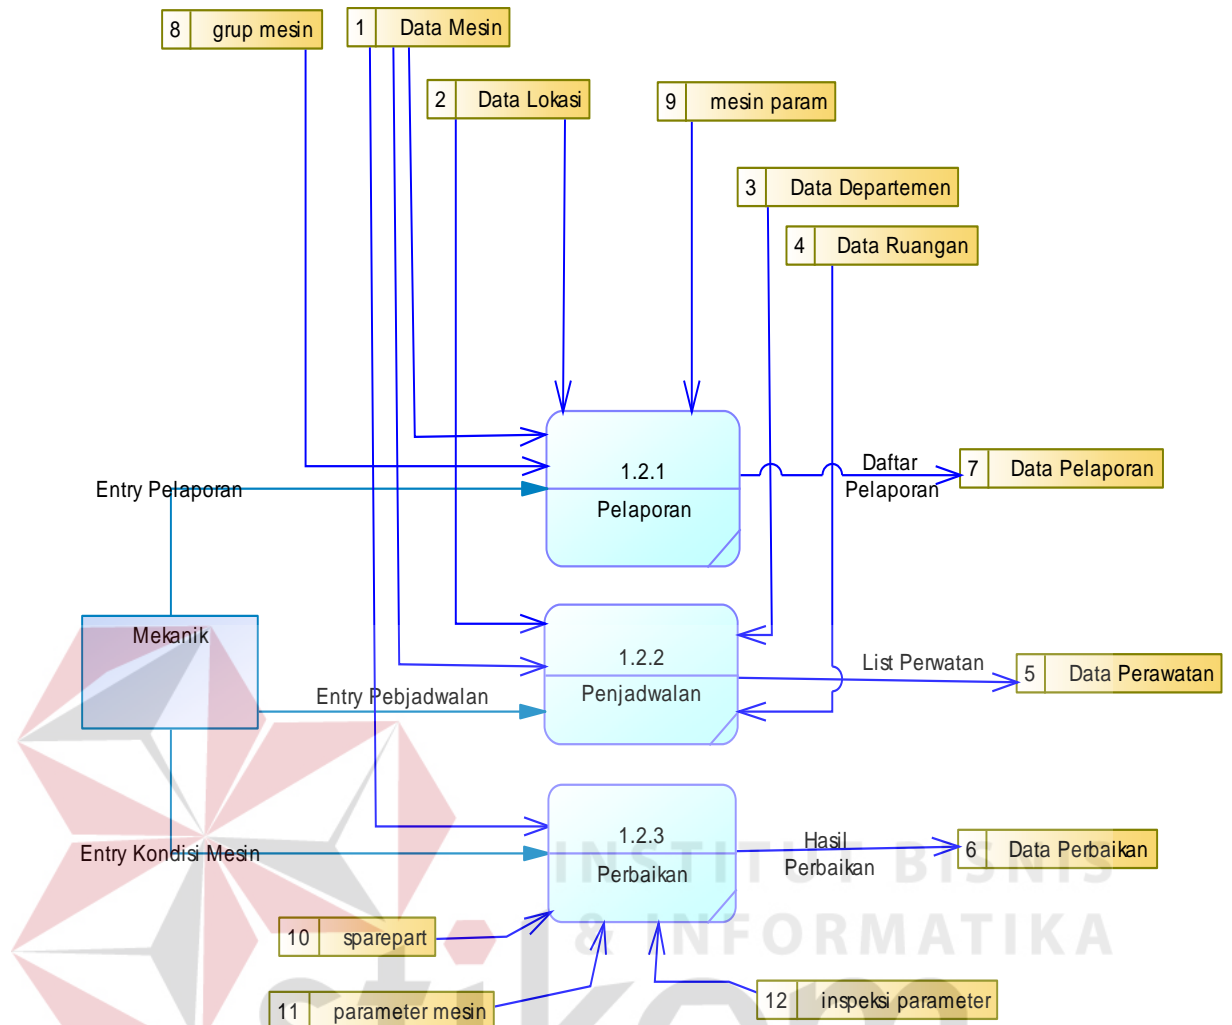 8 grup mesin
1 Data Mesin
2 Data Lokasi
9 mesin param
3 Data Departemen
4 Data Ruangan
1.2.1
Pelaporan
Entry Pelaporan
Daftar
Pelaporan
7 Data Pelaporan
Mekanik
1.2.2
Penjadwalan
Entry Pebjadwalan
List Perwatan
5 Data Perawatan
1.2.3
Perbaikan
Entry Kondisi Mesin
Hasil
Perbaikan
6 Data Perbaikan
INSTITUT BISNIS
& INFORMATIKA
stikom
10 sparepart
11 parameter mesin
12 inspeksi parameter